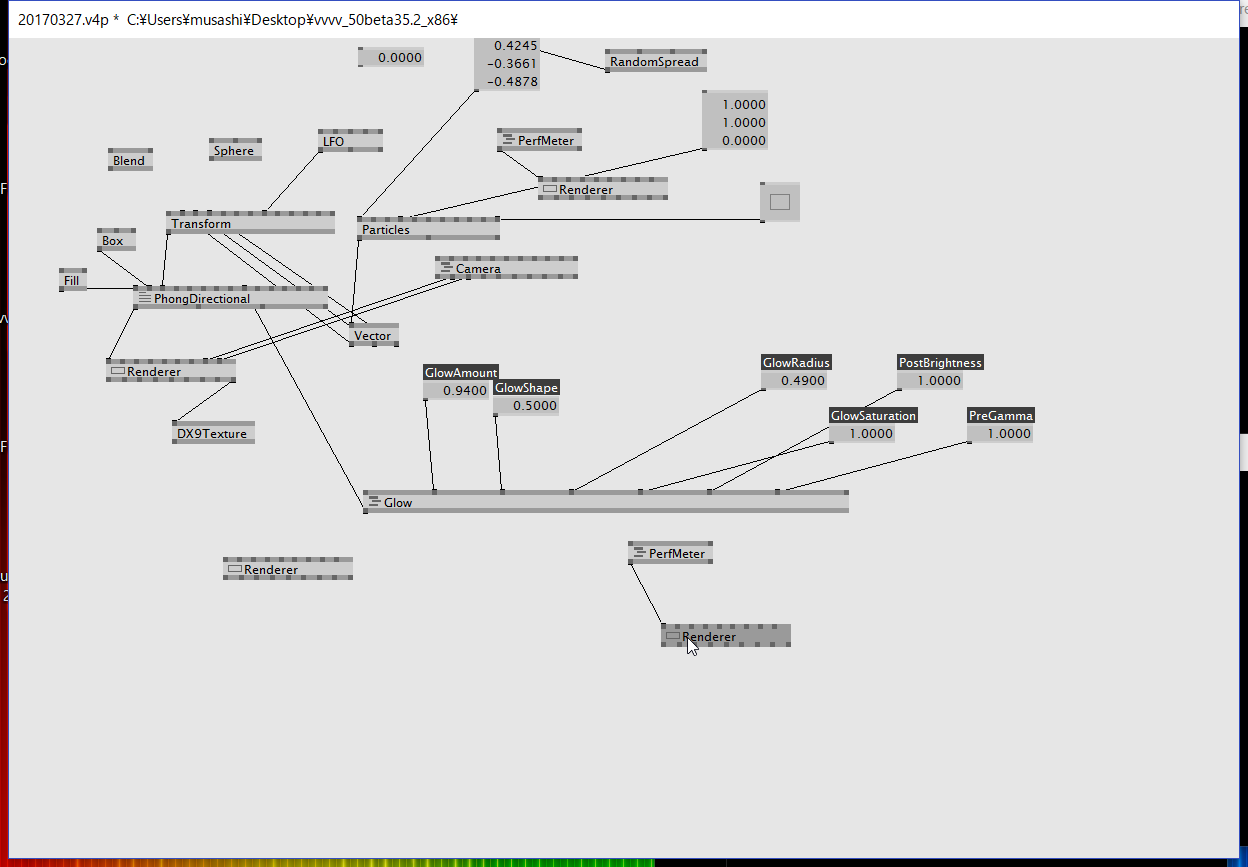 20170327.v4p * C:¥Users¥musashi¥Desktop¥vvvv_50beta35.2_x86¥
0.0000
0.4245
-0.3661
-0.4878
RandomSpread
1.0000
1.0000
0.0000
PerfMeter
LFO
Sphere
Blend
Renderer
Transform
Particles
Box
Camera
Fill
PhongDirectional
Vector
Renderer
GlowAmount
0.9400
GlowShape
0.5000
GlowRadius
0.4900
PostBrightness
1.0000
GlowSaturation
1.0000
PreGamma
1.0000
DX9Texture
Glow
PerfMeter
Renderer
Renderer